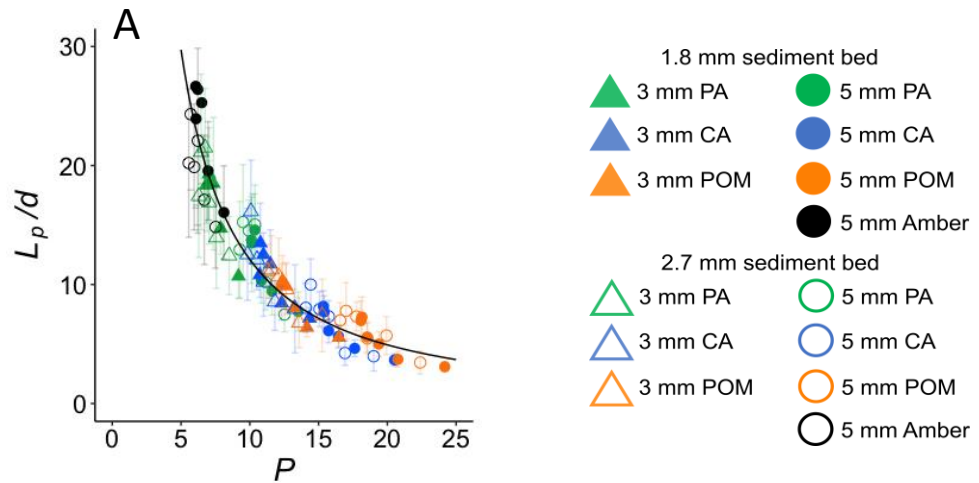 A
30
20
10
0
L_p/d
0 5 10 15 20 25
P
1.8 mm sediment bed
3 mm PA 5 mm PA
3 mm CA 5 mm CA
3 mm POM 5 mm POM
5 mm Amber
2.7 mm sediment bed
3 mm PA 5 mm PA
3 mm CA 5 mm CA
3 mm POM 5 mm POM
5 mm Amber